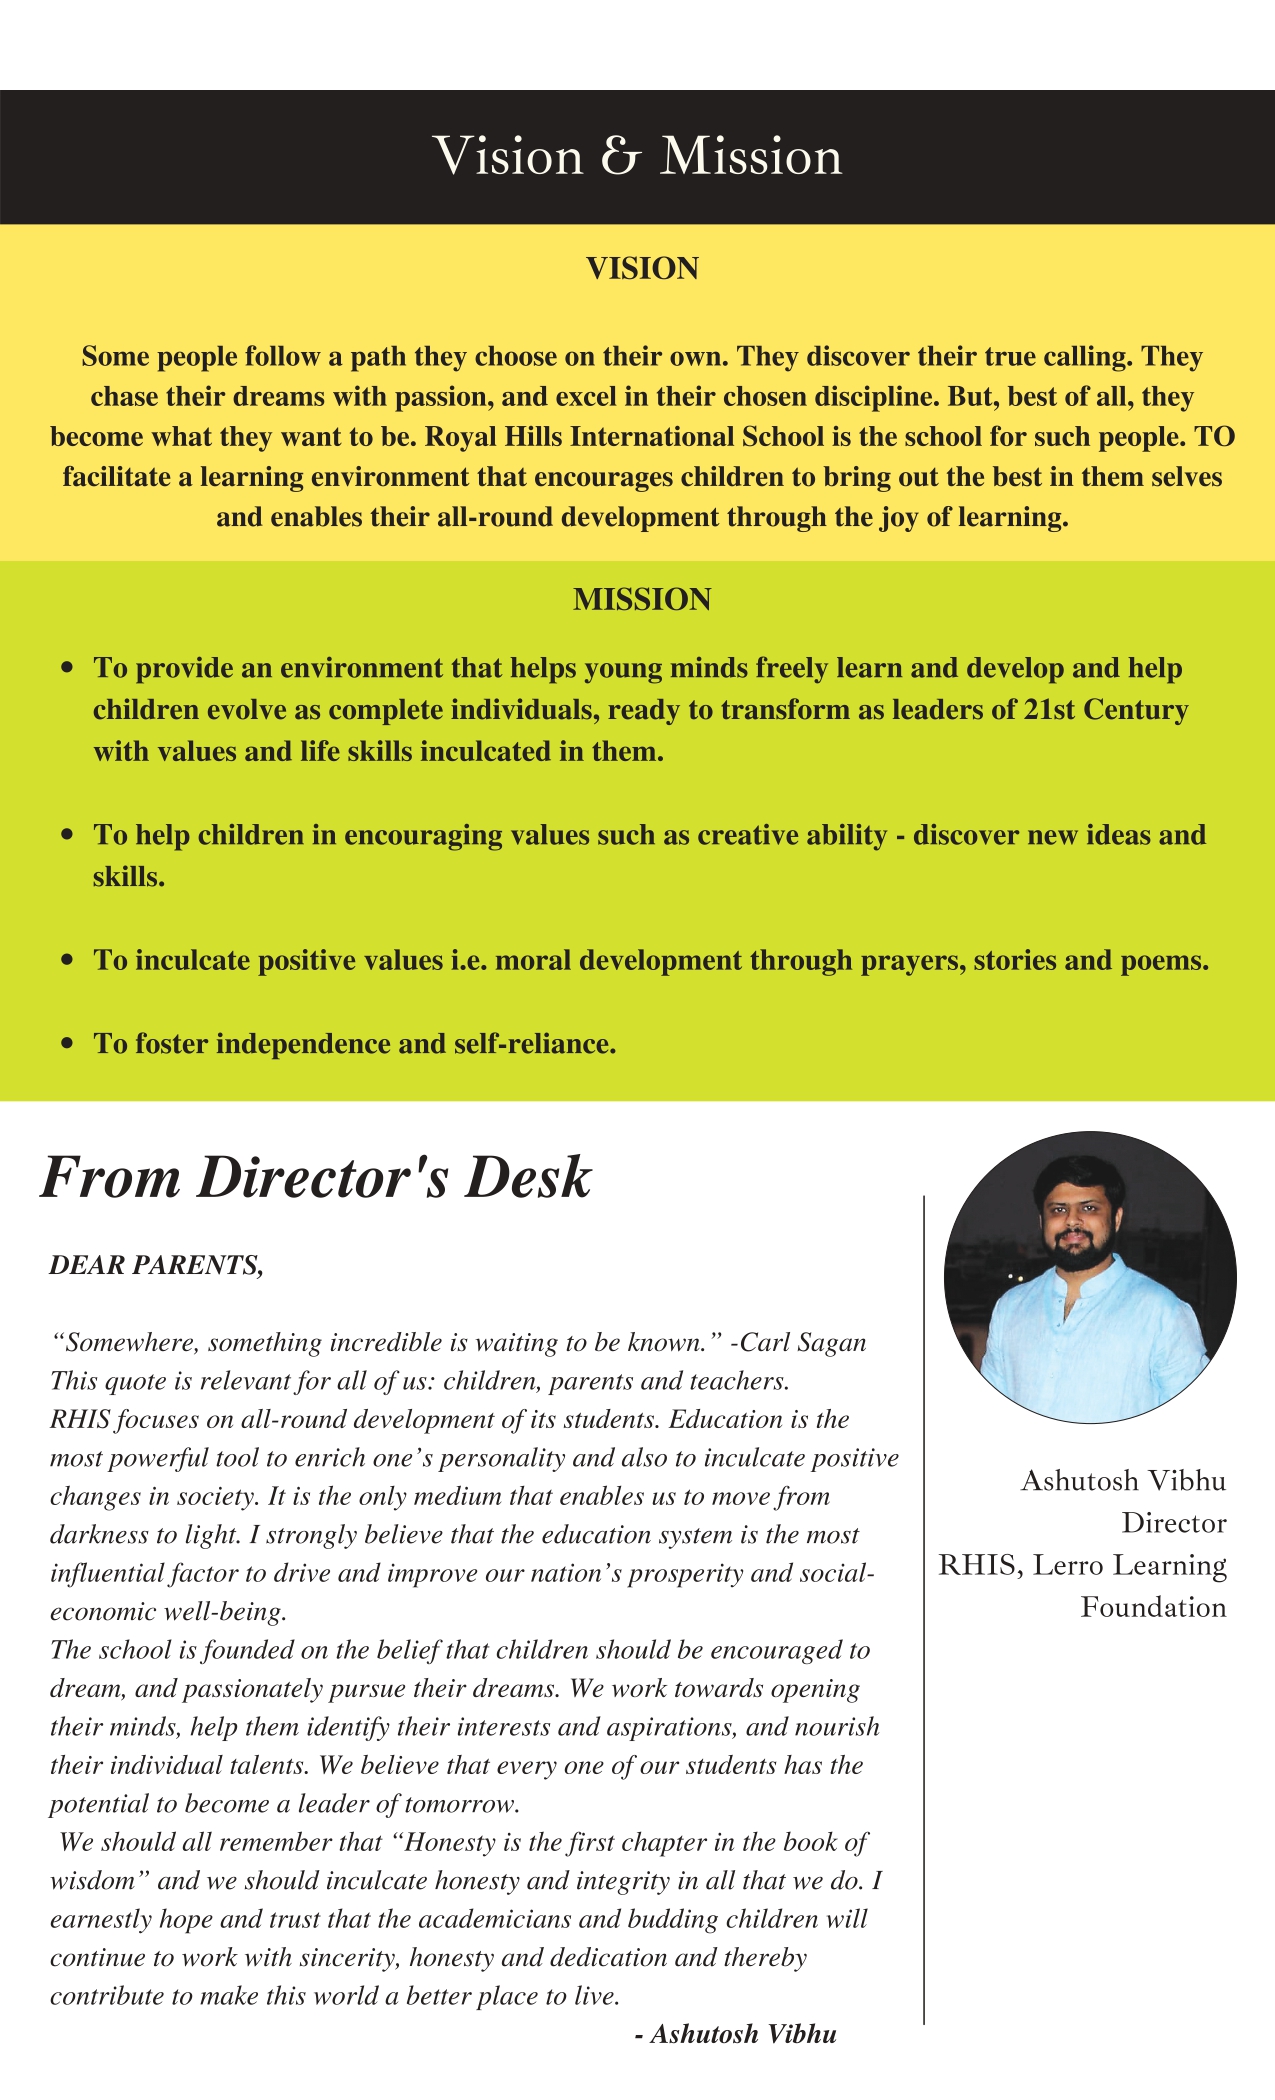 Vision & Mission
VISION
Some people follow a path they choose on their own. They discover their true calling. They
chase their dreams with passion, and excel in their chosen discipline. But, best of all, they
become what they want to be. Royal Hills International School is the school for such people. TO
facilitate a learning environment that encourages children to bring out the best in them selves
and enables their all-round development through the joy of learning.
MISSION
• To provide an environment that helps young minds freely learn and develop and help
children evolve as complete individuals, ready to transform as leaders of 21st Century
with values and life skills inculcated in them.
• To help children in encouraging values such as creative ability - discover new ideas and
skills.
• To inculcate positive values i.e. moral development through prayers, stories and poems.
• To foster independence and self-reliance.
From Director's Desk
DEAR PARENTS,
“Somewhere, something incredible is waiting to be known.” -Carl Sagan
This quote is relevant for all of us: children, parents and teachers.
RHIS focuses on all-round development of its students. Education is the
most powerful tool to enrich one’s personality and also to inculcate positive
changes in society. It is the only medium that enables us to move from
darkness to light. I strongly believe that the education system is the most
influential factor to drive and improve our nation’s prosperity and social-
economic well-being.
The school is founded on the belief that children should be encouraged to
dream, and passionately pursue their dreams. We work towards opening
their minds, help them identify their interests and aspirations, and nourish
their individual talents. We believe that every one of our students has the
potential to become a leader of tomorrow.
We should all remember that “Honesty is the first chapter in the book of
wisdom” and we should inculcate honesty and integrity in all that we do. I
earnestly hope and trust that the academicians and budding children will
continue to work with sincerity, honesty and dedication and thereby
contribute to make this world a better place to live.
- Ashutosh Vibhu
Ashutosh Vibhu
Director
RHIS, Lerro Learning
Foundation